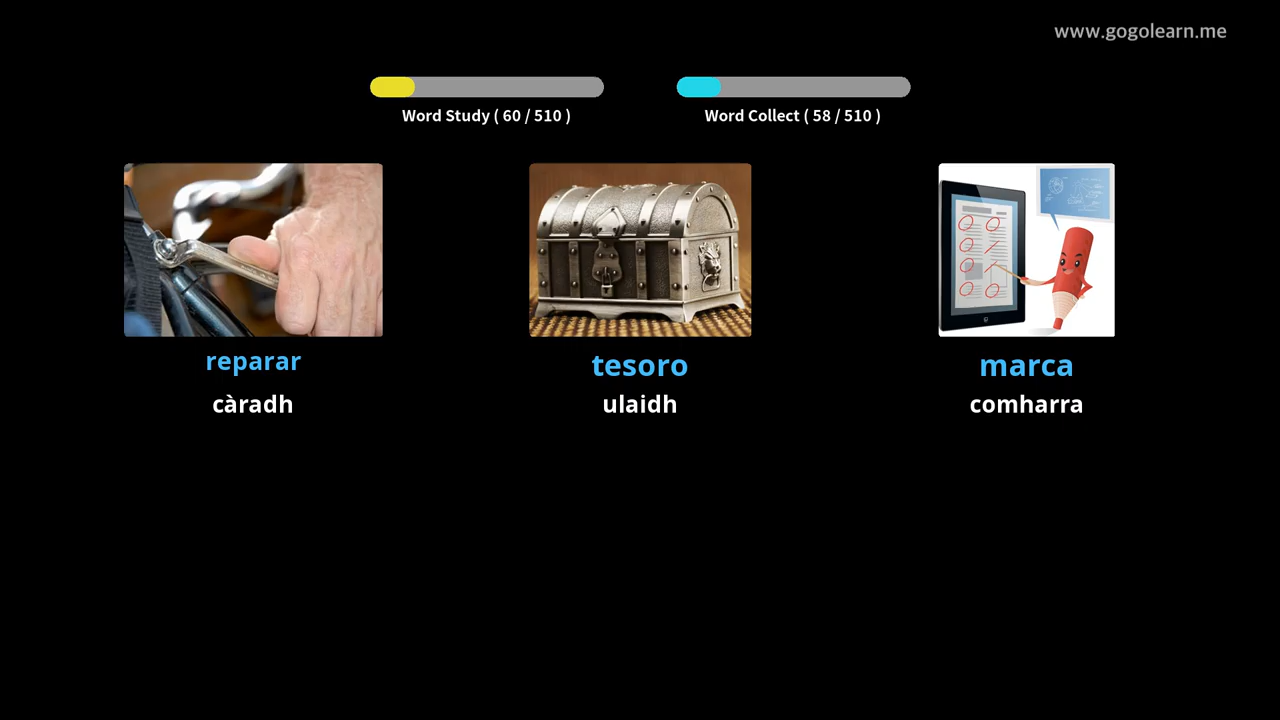 www.gogolearn.me
Word Study ( 60 / 510 )
Word Collect ( 58 / 510 )
reparar
càradh
tesoro
ulaidh
marca
comharra